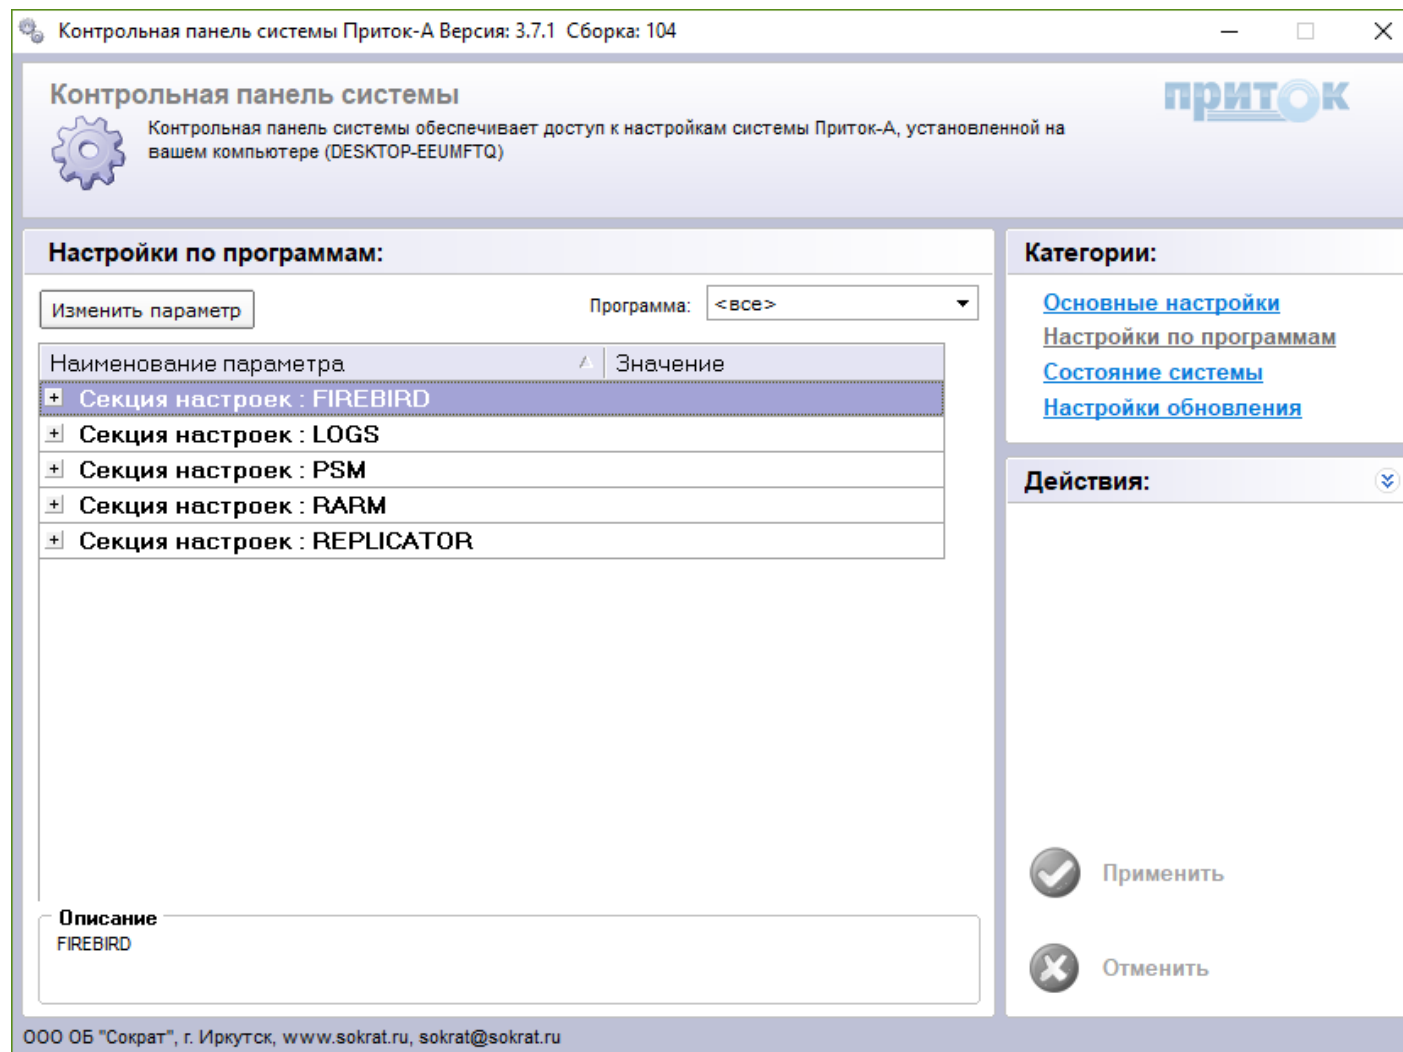 Контрольная панель системы Приток-А Версия: 3.7.1 Сборка: 104
Контрольная панель системы
приток
Контрольная панель системы обеспечивает доступ к настройкам системы Приток-А, установленной на
вашем компьютере (DESKTOP-EEUMFTQ)
Настройки по программам:
Изменить параметр
Программа:
<все>
Наименование параметра
Значение
Секция настроек : FIREBIRD
Секция настроек : LOGS
Секция настроек : PSM
Секция настроек : RARM
Секция настроек : REPLICATOR
Описание
FIREBIRD
Категории:
Основные настройки
Настройки по программам
Состояние системы
Настройки обновления
Действия:
Применить
Отменить
ООО ОБ "Сократ", г. Иркутск, www.sokrat.ru, sokrat@sokrat.ru